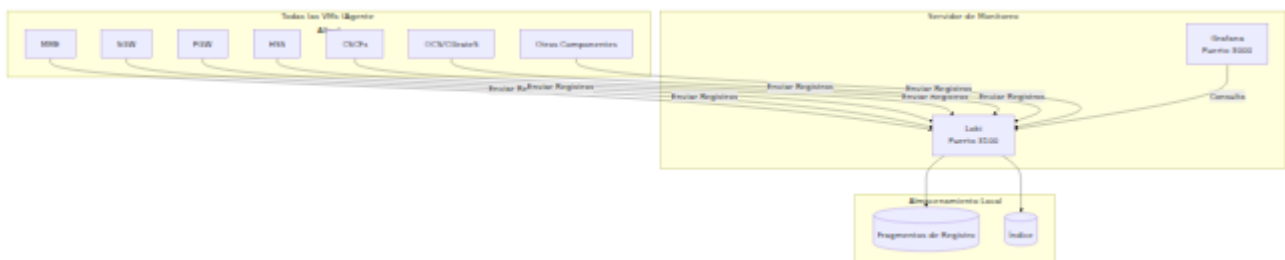 Todas las VMs (Agente
MME
SGW
PGW
HSS
CSCFs
OCS/CGrateS
Otros Componentes
Servidor de Monitoreo
Grafana
Puerto 3000
Enviar Registros
Enviar Registros
Enviar Registros
Enviar Registros
Enviar Registros
Enviar Registros
Consulta
Loki
Puerto 3100
Almacenamiento Local
Fragmentos de Registro
Índice